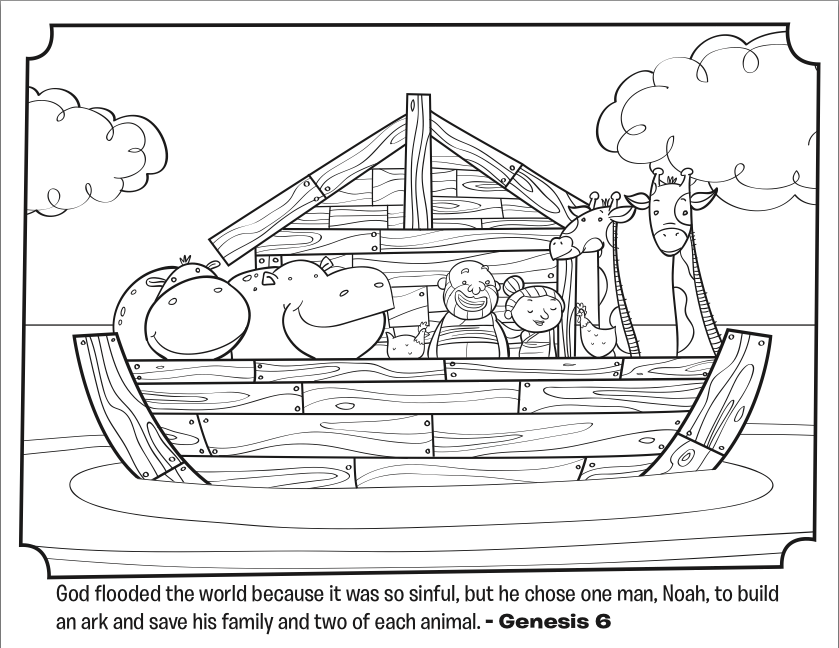 God flooded the world because it was so sinful, but he chose one man, Noah, to build
an ark and save his family and two of each animal. - Genesis 6